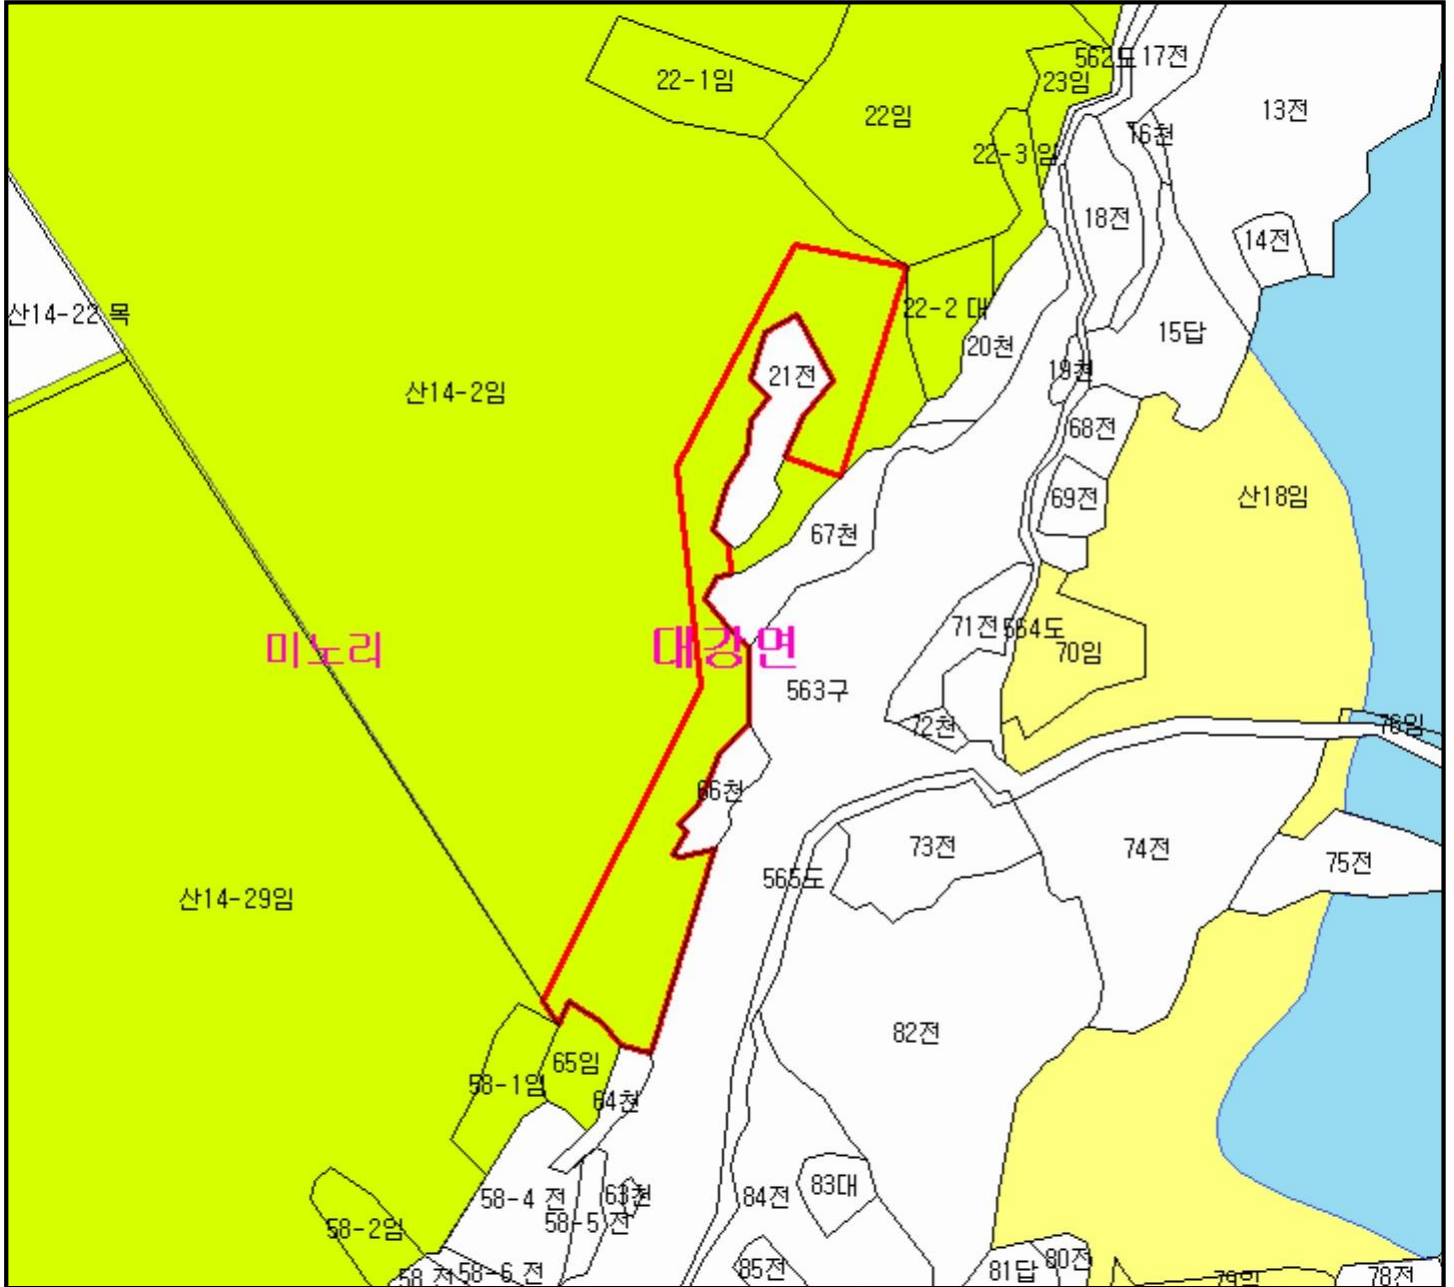 562도 17전
22-1임
23임
22임
13전
16천
22-3 임
18전
14전
산14-22 목
22-2 대
15답
20천
19천
21전
산14-2임
68전
69전
산18임
67천
71전
564도
70임
미노리
대강면
563구
72천
76임
66천
73전
74전
75전
565도
산14-29임
82전
65임
58-1임
64천
83대
84전
63천
58-4 전
58-5 전
58-2임
85전
80전
81답
58 전
58-6 전
79임
78전